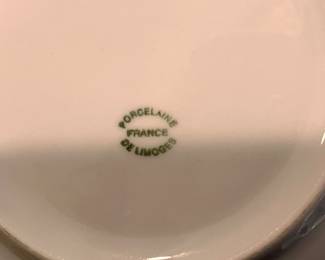 PORCELAINE
FRANCE
DE LIMOGES